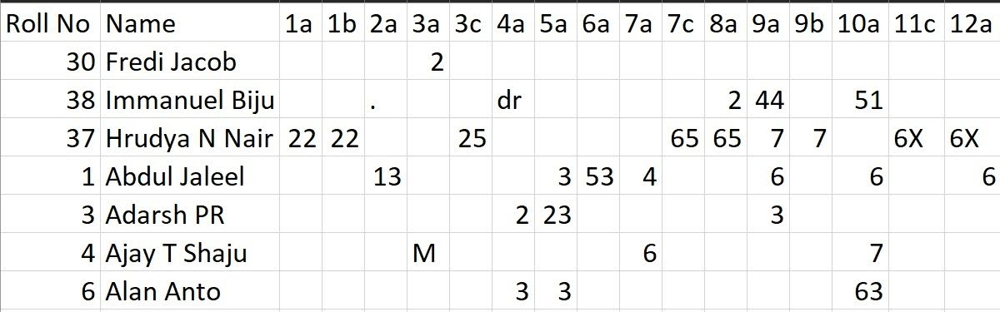 Roll No Name 1a 1b 2a 3a 3c 4a 5a 6a 7a 7c 8a 9a 9b 10a 11c 12a
30 Fredi Jacob 2
38 Immanuel Biju . dr 2 44 51
37 Hrudya N Nair 22 22 25 65 65 7 7 6X 6X
1 Abdul Jaleel 13 3 53 4 6 6 6
3 Adarsh PR 2 23 3
4 Ajay T Shaju M 6 7
6 Alan Anto 3 3 63